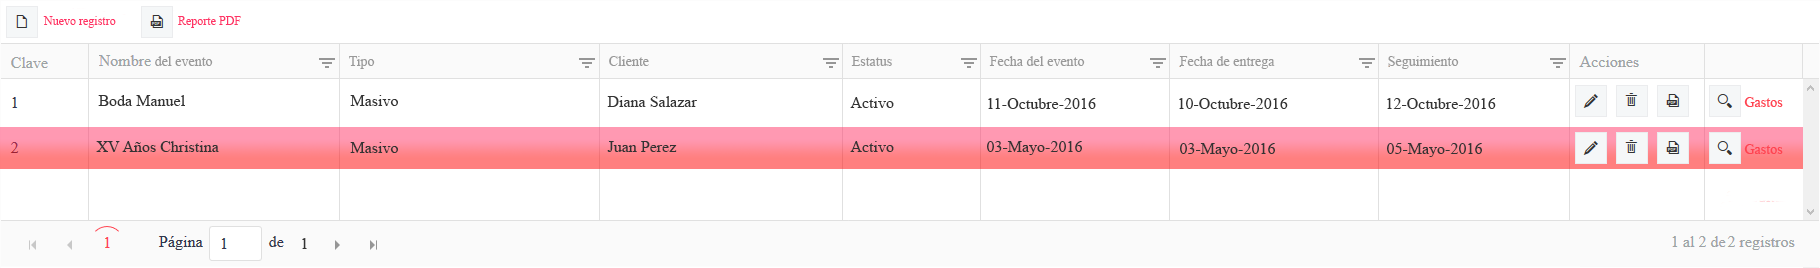 Nuevo registro Reporte PDF
Clave Nombre del evento Tipo Cliente Estatus Fecha del evento Fecha de entrega Seguimiento Acciones
1 Boda Manuel Masivo Diana Salazar Activo 11-Octubre-2016 10-Octubre-2016 12-Octubre-2016 Gastos
2 XV Años Christina Masivo Juan Perez Activo 03-Mayo-2016 03-Mayo-2016 05-Mayo-2016 Gastos
1 Página 1 de 1 1 al 2 de 2 registros